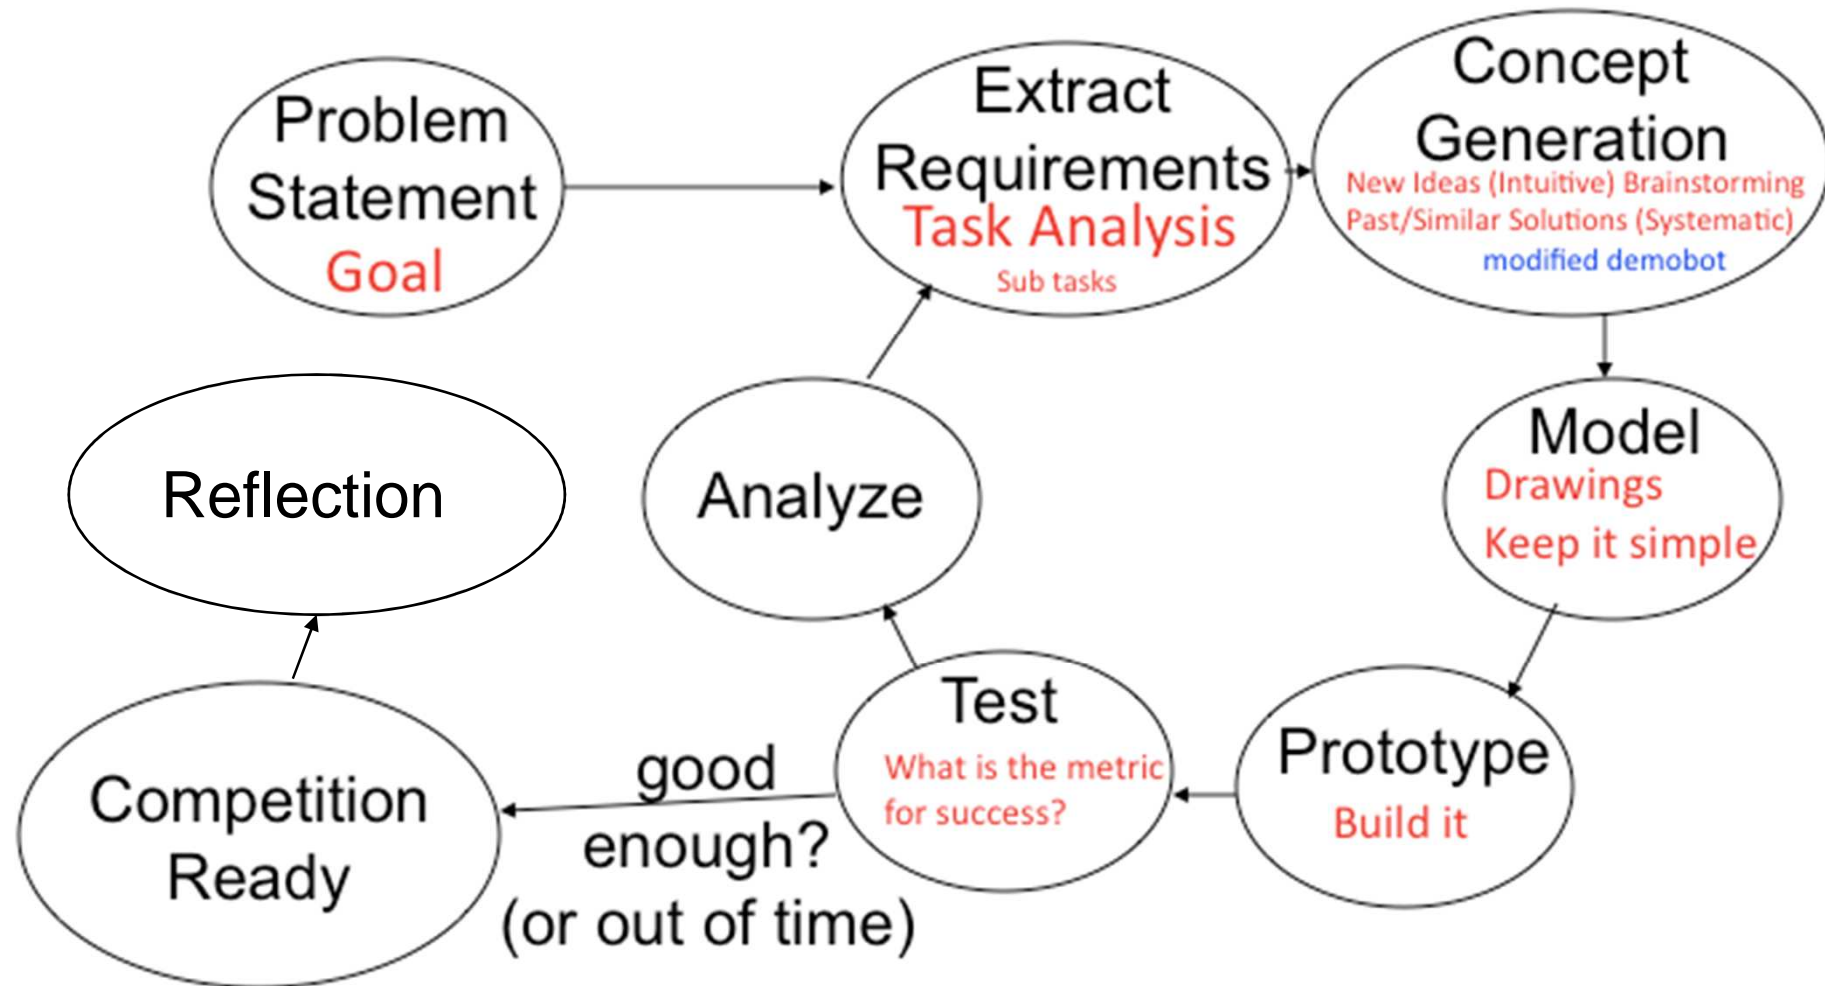 Problem
Statement
Goal
Extract
Requirements
Task Analysis
Sub tasks
Concept
Generation
New Ideas (Intuitive) Brainstorming
Past/Similar Solutions (Systematic)
modified demobot
Model
Drawings
Keep it simple
Prototype
Build it
Test
What is the metric
for success?
Analyze
good
enough?
(or out of time)
Competition
Ready
Reflection